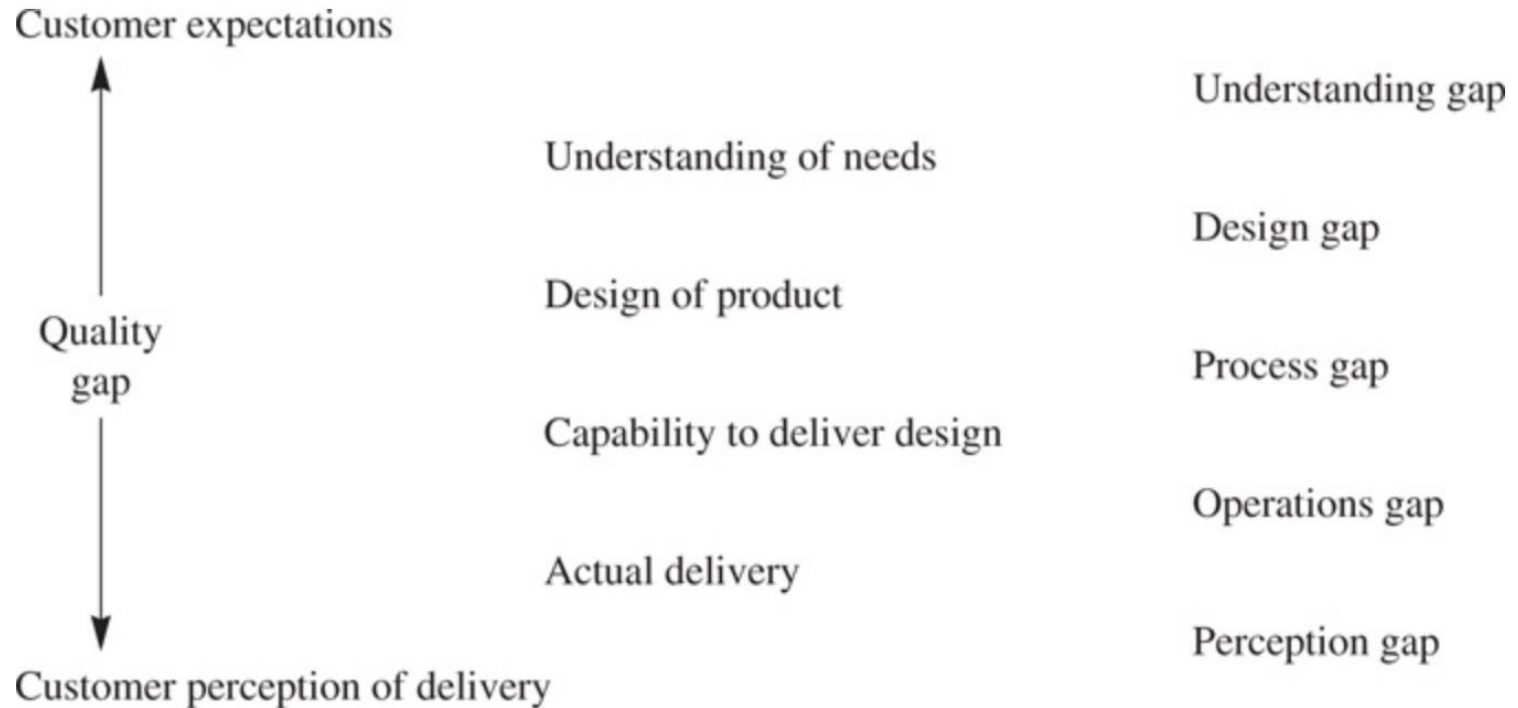 Customer expectations
Understanding gap
Understanding of needs
Design gap
Design of product
Quality
gap
Process gap
Capability to deliver design
Operations gap
Actual delivery
Perception gap
Customer perception of delivery